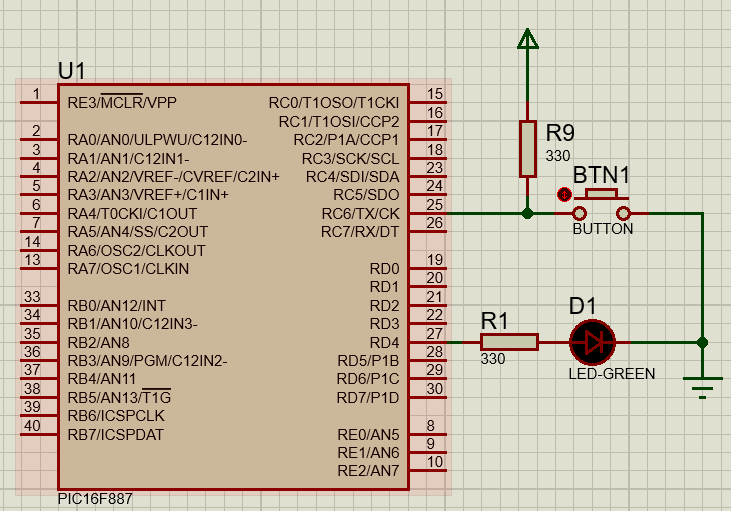 U1
1 RE3/MCLR/VPP RC0/T1OSO/T1CKI 15
RC1/T1OSI/CCP2 16
2 RA0/AN0/ULPWU/C12IN0- RC2/P1A/CCP1 17
3 RA1/AN1/C12IN1- RC3/SCK/SCL 18
4 RA2/AN2/VREF-/CVREF/C2IN+ RC4/SDI/SDA 23
5 RA3/AN3/VREF+/C1IN+ RC5/SDO 24
6 RA4/T0CKI/C1OUT RC6/TX/CK 25
7 RA5/AN4/SS/C2OUT RC7/RX/DT 26
14 RA6/OSC2/CLKOUT
13 RA7/OSC1/CLKIN RD0 19
RD1 20
33 RB0/AN12/INT RD2 21
34 RB1/AN10/C12IN3- RD3 22
35 RB2/AN8 RD4 27
36 RB3/AN9/PGM/C12IN2- RD5/P1B 28
37 RB4/AN11 RD6/P1C 29
38 RB5/AN13/T1G RD7/P1D 30
39 RB6/ICSPCLK
40 RB7/ICSPDAT RE0/AN5 8
RE1/AN6 9
RE2/AN7 10
PIC16F887
R9
330
BTN1
BUTTON
R1
330
D1
LED-GREEN